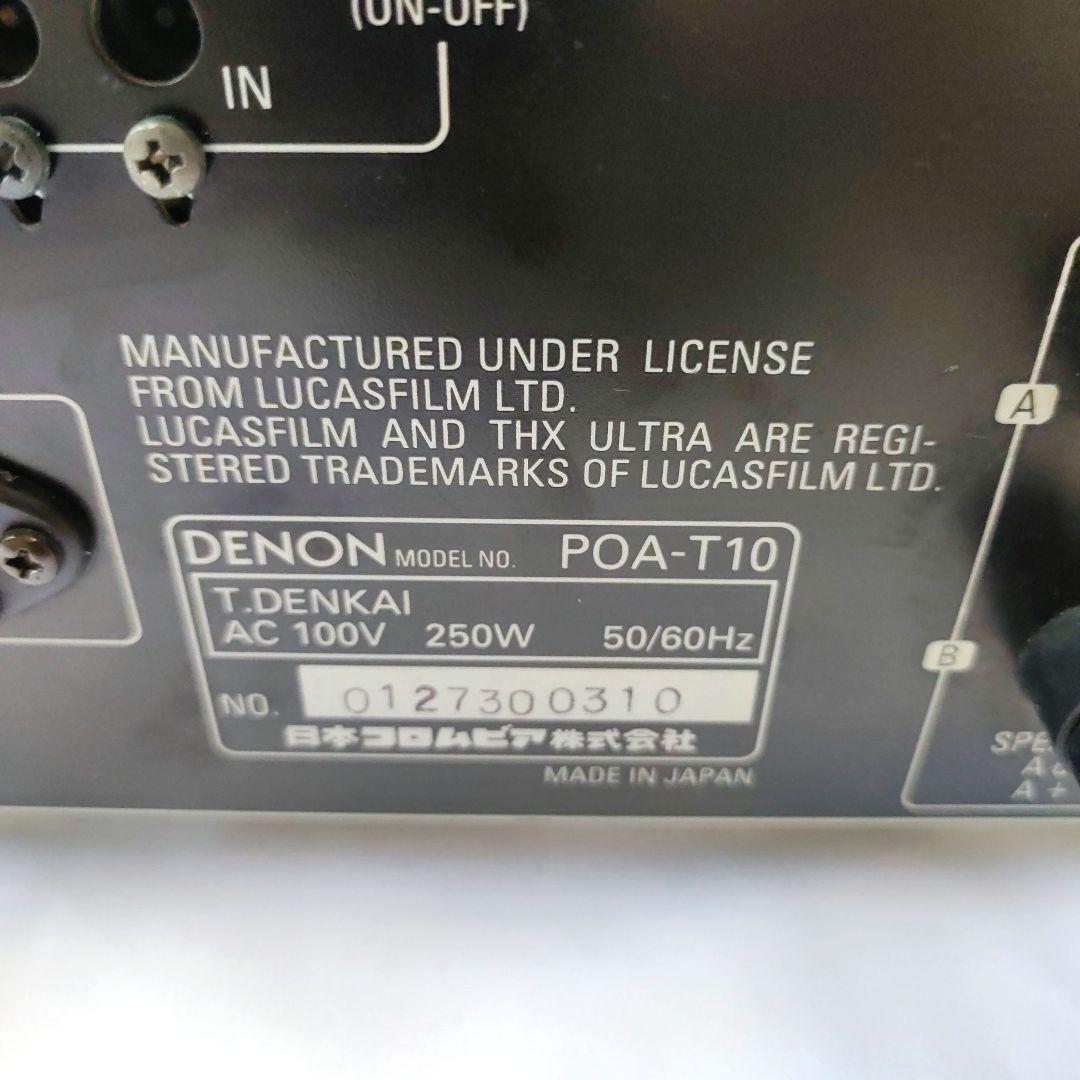 (ON-OFF)
IN
MANUFACTURED UNDER LICENSE
FROM LUCASFILM LTD.
LUCASFILM AND THX ULTRA ARE REGI-
STERED TRADEMARKS OF LUCASFILM LTD.
A
DENON MODEL NO. POA-T10
T.DENKAI
AC 100V 250W 50/60Hz
B
NO. 0127300310
日本コロムビア株式会社
MADE IN JAPAN
A +